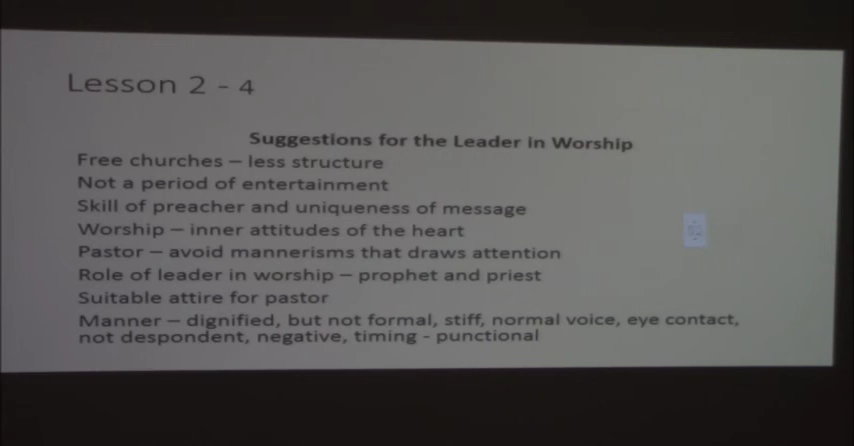 Lesson 2 - 4
Suggestions for the Leader in Worship
Free churches – less structure
Not a period of entertainment
Skill of preacher and uniqueness of message
Worship – inner attitudes of the heart
Pastor – avoid mannerisms that draws attention
Role of leader in worship – prophet and priest
Suitable attire for pastor
Manner – dignified, but not formal, stiff, normal voice, eye contact,
not despondent, negative, timing - punctional